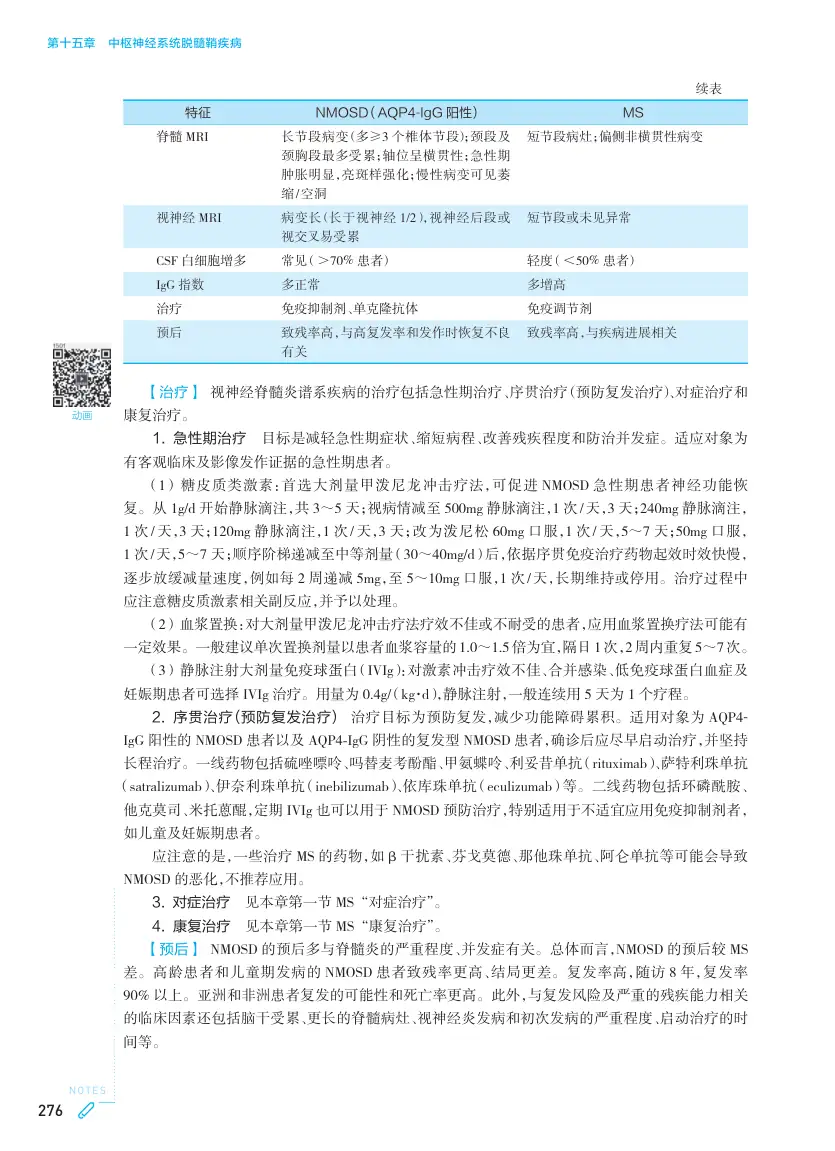 第十五章 中枢神经系统脱髓鞘疾病
续表
特征 NMOSD(AQP4-IgG 阳性) MS
脊髓 MRI 长节段病变(多≥3 个椎体节段);颈段及 短节段病灶;偏侧非横贯性病变
颈胸段最多受累;轴位呈横贯性;急性期
肿胀明显,亮斑样强化;慢性病变可见萎
缩/空洞
视神经 MRI 病变长(长于视神经 1/2),视神经后段或 短节段或未见异常
视交叉易受累
CSF 白细胞增多 常见(>70% 患者) 轻度(<50% 患者)
IgG 指数 多正常 多增高
治疗 免疫抑制剂、单克隆抗体 免疫调节剂
预后 致残率高,与高复发率和发作时恢复不良 致残率高,与疾病进展相关
有关
1501
动画
【治疗】 视神经脊髓炎谱系疾病的治疗包括急性期治疗、序贯治疗(预防复发治疗)、对症治疗和
康复治疗。
1. 急性期治疗 目标是减轻急性期症状、缩短病程、改善残疾程度和防治并发症。适应对象为
有客观临床及影像发作证据的急性期患者。
(1)糖皮质类激素:首选大剂量甲泼尼龙冲击疗法,可促进 NMOSD 急性期患者神经功能恢
复。从 1g/d 开始静脉滴注,共 3～5 天;视病情减至 500mg 静脉滴注,1 次/天,3 天;240mg 静脉滴注,
1 次/天,3 天;120mg 静脉滴注,1 次/天,3 天;改为泼尼松 60mg 口服,1 次/天,5～7 天;50mg 口服,
1 次/天,5～7 天;顺序阶梯递减至中等剂量(30～40mg/d)后,依据序贯免疫治疗药物起效时效快慢,
逐步放缓减量速度,例如每 2 周递减 5mg,至 5～10mg 口服,1 次/天,长期维持或停用。治疗过程中
应注意糖皮质激素相关副反应,并予以处理。
(2)血浆置换:对大剂量甲泼尼龙冲击疗法疗效不佳或不耐受的患者,应用血浆置换疗法可能有
一定效果。一般建议单次置换剂量以患者血浆容量的 1.0～1.5 倍为宜,隔日 1 次,2 周内重复 5～7 次。
(3)静脉注射大剂量免疫球蛋白(IVIg):对激素冲击疗效不佳、合并感染、低免疫球蛋白血症及
妊娠期患者可选择 IVIg 治疗。用量为 0.4g/(kg·d),静脉注射,一般连续用 5 天为 1 个疗程。
2. 序贯治疗(预防复发治疗) 治疗目标为预防复发,减少功能障碍累积。适用对象为 AQP4-
IgG 阳性的 NMOSD 患者以及 AQP4-IgG 阴性的复发型 NMOSD 患者,确诊后应尽早启动治疗,并坚持
长程治疗。一线药物包括硫唑嘌呤、吗替麦考酚酯、甲氨蝶呤、利妥昔单抗(rituximab)、萨特利珠单抗
(satralizumab)、伊奈利珠单抗(inebilizumab)、依库珠单抗(eculizumab)等。二线药物包括环磷酰胺、
他克莫司、米托蒽醌,定期 IVIg 也可以用于 NMOSD 预防治疗,特别适用于不适宜应用免疫抑制剂者,
如儿童及妊娠期患者。
应注意的是,一些治疗 MS 的药物,如 β 干扰素、芬戈莫德、那他珠单抗、阿仑单抗等可能会导致
NMOSD 的恶化,不推荐应用。
3. 对症治疗 见本章第一节 MS“对症治疗”。
4. 康复治疗 见本章第一节 MS“康复治疗”。
【预后】 NMOSD 的预后多与脊髓炎的严重程度、并发症有关。总体而言,NMOSD 的预后较 MS
差。高龄患者和儿童期发病的 NMOSD 患者致残率更高、结局更差。复发率高,随访 8 年,复发率
90% 以上。亚洲和非洲患者复发的可能性和死亡率更高。此外,与复发风险及严重的残疾能力相关
的临床因素还包括脑干受累、更长的脊髓病灶、视神经炎发病和初次发病的严重程度、启动治疗的时
间等。
NOTES
276